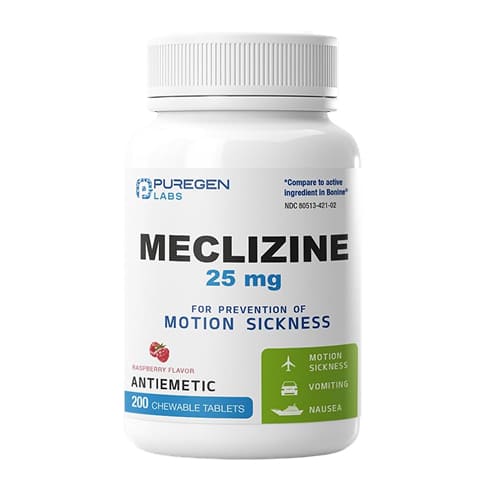 PUREGEN
LABS
*Compare to active
ingredient in Bonine®
NDC 80513-421-02
MECLIZINE
25 mg
FOR PREVENTION OF
MOTION SICKNESS
RASPBERRY FLAVOR
ANTIEMETIC
200 CHEWABLE TABLETS
MOTION
SICKNESS
VOMITING
NAUSEA